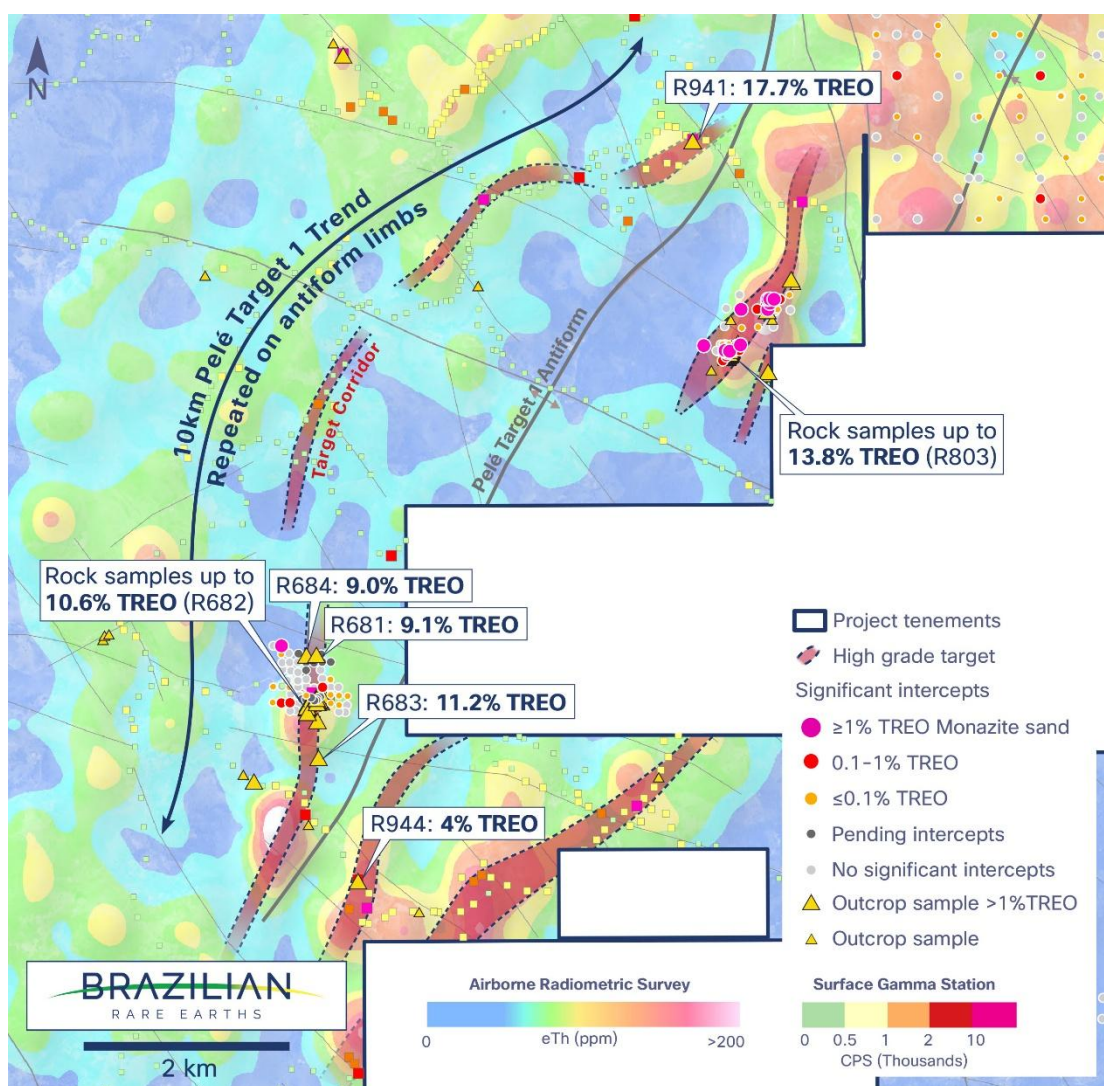 N
R941: 17.7% TREO
10km Pelé Target 1 Trend
Repeated on antiform limbs
Pelé Target 1 Antiform
Target Corridor
Rock samples up to
13.8% TREO (R803)
Rock samples up to
10.6% TREO (R682)
R684: 9.0% TREO
R681: 9.1% TREO
R683: 11.2% TREO
R944: 4% TREO
Project tenements
High grade target
Significant intercepts
≥1% TREO Monazite sand
0.1-1% TREO
≤0.1% TREO
Pending intercepts
No significant intercepts
Outcrop sample >1%TREO
Outcrop sample
BRAZILIAN
RARE EARTHS
2 km
Airborne Radiometric Survey
0 eTh (ppm) >200
Surface Gamma Station
0 0.5 1 2 10
CPS (Thousands)